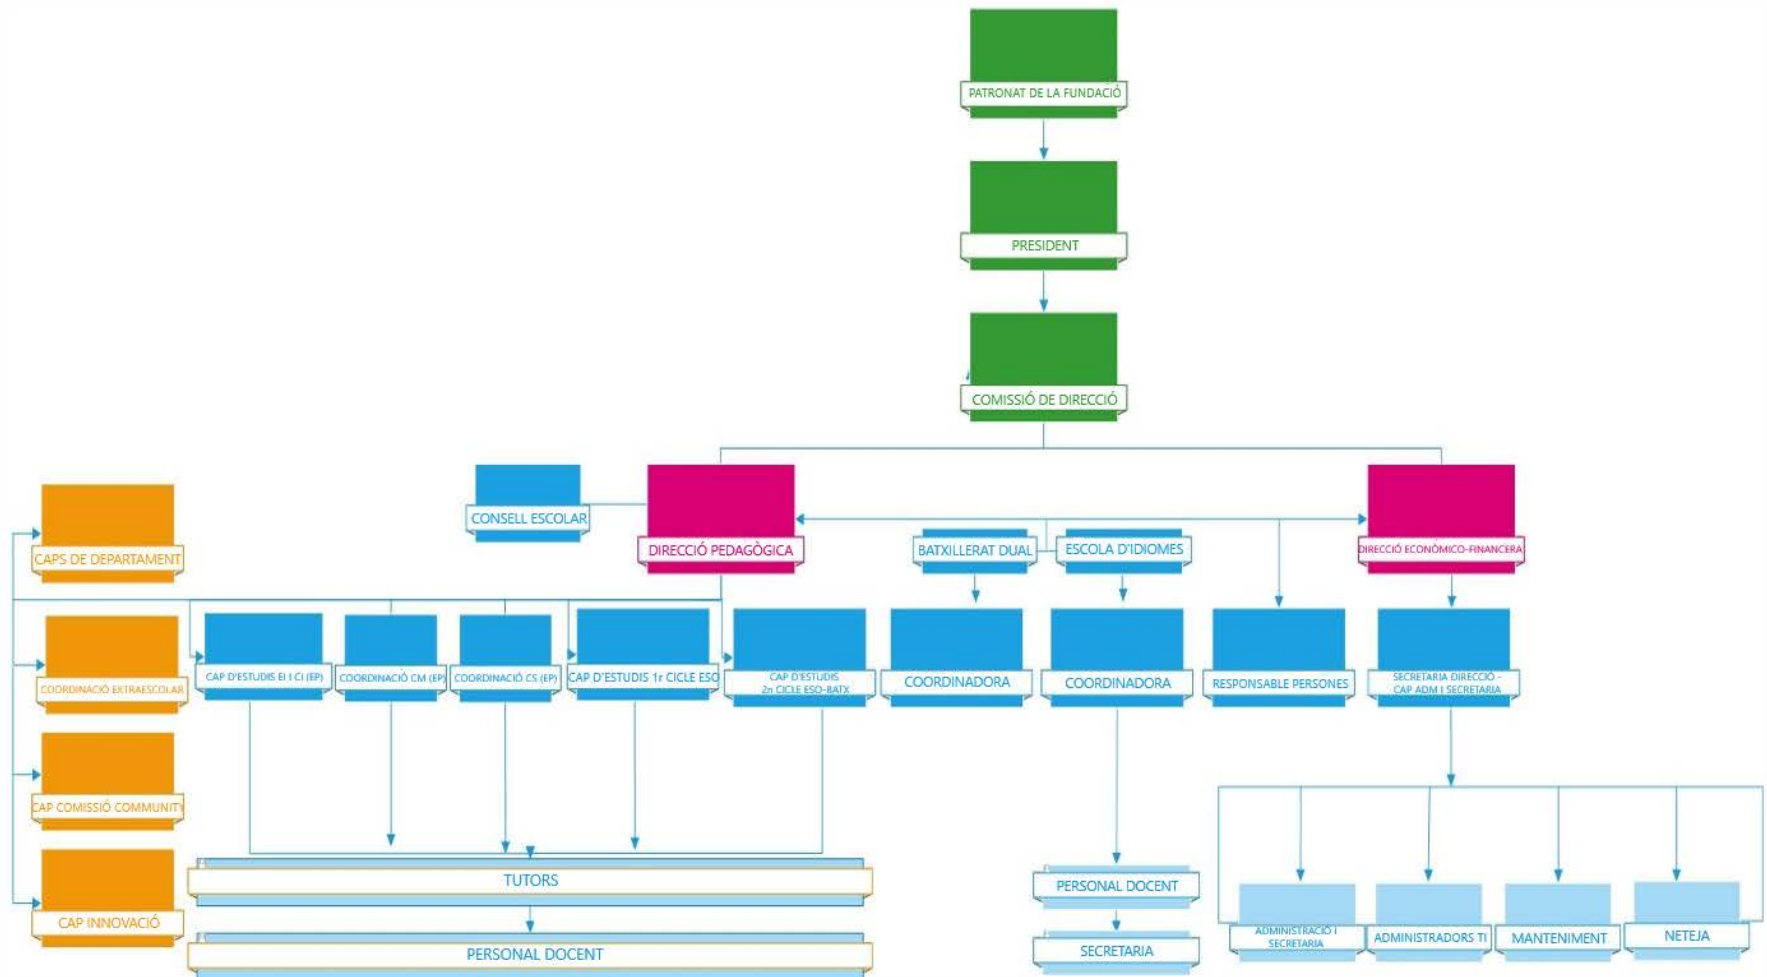 PATRONAT DE LA FUNDACIÓ
PRESIDENT
COMISSIÓ DE DIRECCIÓ
CONSELL ESCOLAR
DIRECCIÓ PEDAGÒGICA
BATXILLERAT DUAL
ESCOLA D'IDIOMES
DIRECCIÓ ECONÒMICO-FINANCERA
CAPS DE DEPARTAMENT
COORDINACIÓ EXTRAESCOLAR
CAP D'ESTUDIS EI I CI (EP)
COORDINACIÓ CM (EP)
COORDINACIÓ CS (EP)
CAP D'ESTUDIS 1r CICLE ESO
CAP D'ESTUDIS
2n CICLE ESO-BATX
COORDINADORA
COORDINADORA
RESPONSABLE PERSONES
SECRETARIA DIRECCIÓ -
CAP ADM I SECRETARIA
CAP COMISSIÓ COMMUNITY
CAP INNOVACIÓ
TUTORS
PERSONAL DOCENT
PERSONAL DOCENT
SECRETARIA
ADMINISTRACIÓ I
SECRETARIA
ADMINISTRADORS TI
MANTENIMENT
NETEJA